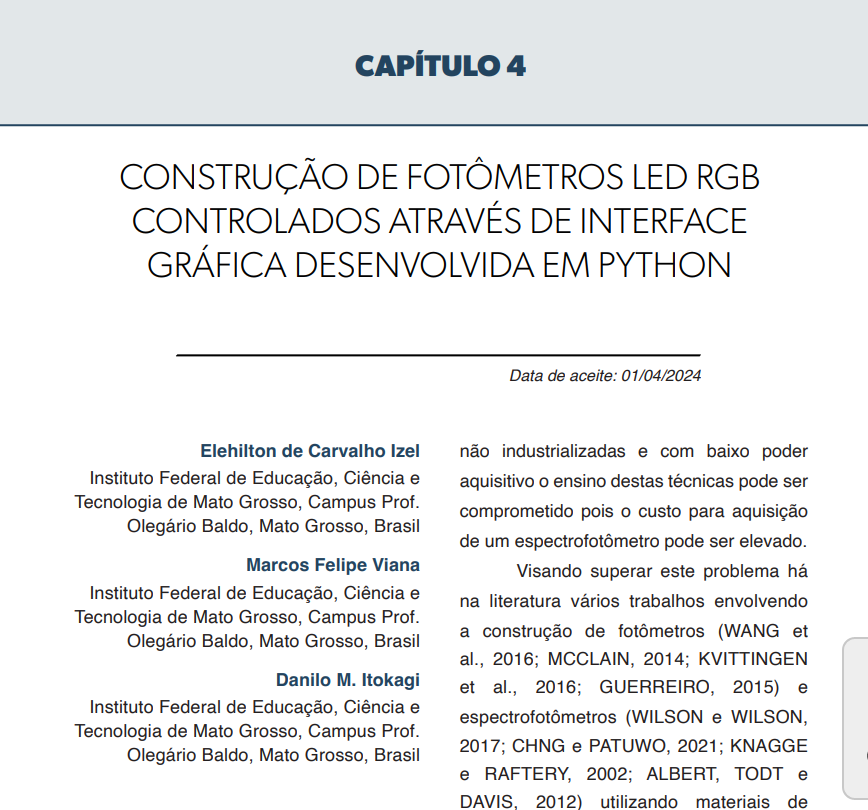 CAPÍTULO 4
CONSTRUÇÃO DE FOTÔMETROS LED RGB
CONTROLADOS ATRAVÉS DE INTERFACE
GRÁFICA DESENVOLVIDA EM PYTHON
Data de aceite: 01/04/2024
Elehilton de Carvalho Izel
Instituto Federal de Educação, Ciência e
Tecnologia de Mato Grosso, Campus Prof.
Olegário Baldo, Mato Grosso, Brasil
Marcos Felipe Viana
Instituto Federal de Educação, Ciência e
Tecnologia de Mato Grosso, Campus Prof.
Olegário Baldo, Mato Grosso, Brasil
Danilo M. Itokagi
Instituto Federal de Educação, Ciência e
Tecnologia de Mato Grosso, Campus Prof.
Olegário Baldo, Mato Grosso, Brasil
não industrializadas e com baixo poder
aquisitivo o ensino destas técnicas pode ser
comprometido pois o custo para aquisição
de um espectrofotômetro pode ser elevado.
Visando superar este problema há
na literatura vários trabalhos envolvendo
a construção de fotômetros (WANG et
al., 2016; MCCLAIN, 2014; KVITTINGEN
et al., 2016; GUERREIRO, 2015) e
espectrofotômetros (WILSON e WILSON,
2017; CHNG e PATUWO, 2021; KNAGGE
e RAFTERY, 2002; ALBERT, TODT e
DAVIS, 2012) utilizando materiais de